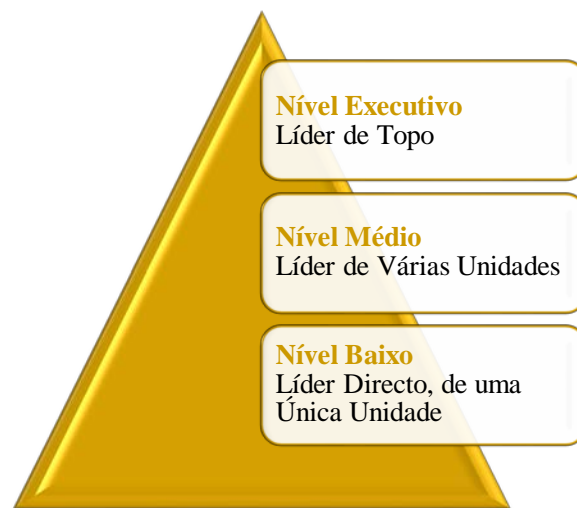 Nível Executivo
Líder de Topo
Nível Médio
Líder de Várias Unidades
Nível Baixo
Líder Directo, de uma
Única Unidade